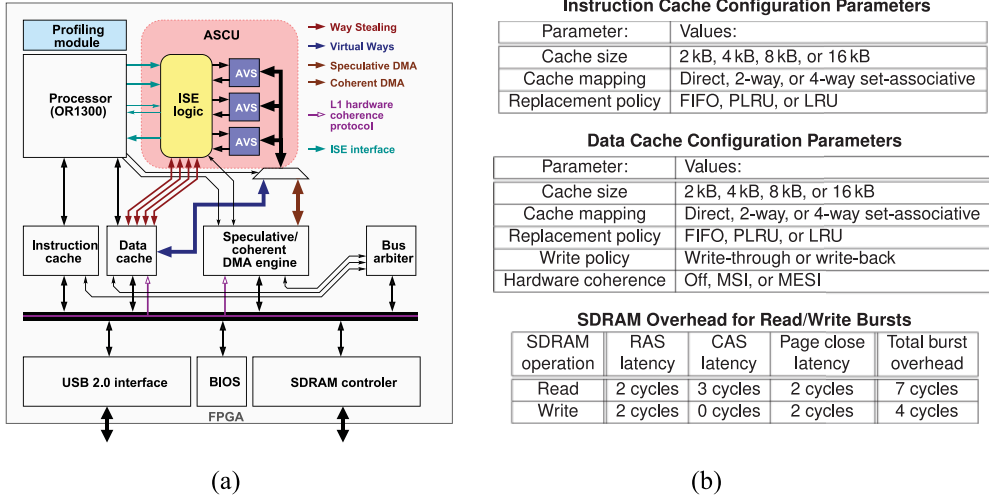 Profiling
module
Processor
(OR1300)
ASCU
ISE
logic
AVS
AVS
AVS
Way Stealing
Virtual Ways
Speculative DMA
Coherent DMA
L1 hardware
coherence
protocol
ISE interface
Instruction
cache
Data
cache
Speculative/
coherent
DMA engine
Bus
arbiter
USB 2.0 interface
BIOS
SDRAM controler
FPGA
(a)
Instruction Cache Configuration Parameters
Parameter: Values:
Cache size 2 kB, 4 kB, 8 kB, or 16 kB
Cache mapping Direct, 2-way, or 4-way set-associative
Replacement policy FIFO, PLRU, or LRU
Data Cache Configuration Parameters
Parameter: Values:
Cache size 2 kB, 4 kB, 8 kB, or 16 kB
Cache mapping Direct, 2-way, or 4-way set-associative
Replacement policy FIFO, PLRU, or LRU
Write policy Write-through or write-back
Hardware coherence Off, MSI, or MESI
SDRAM Overhead for Read/Write Bursts
SDRAM RAS CAS Page close Total burst
operation latency latency latency overhead
Read 2 cycles 3 cycles 2 cycles 7 cycles
Write 2 cycles 0 cycles 2 cycles 4 cycles
(b)